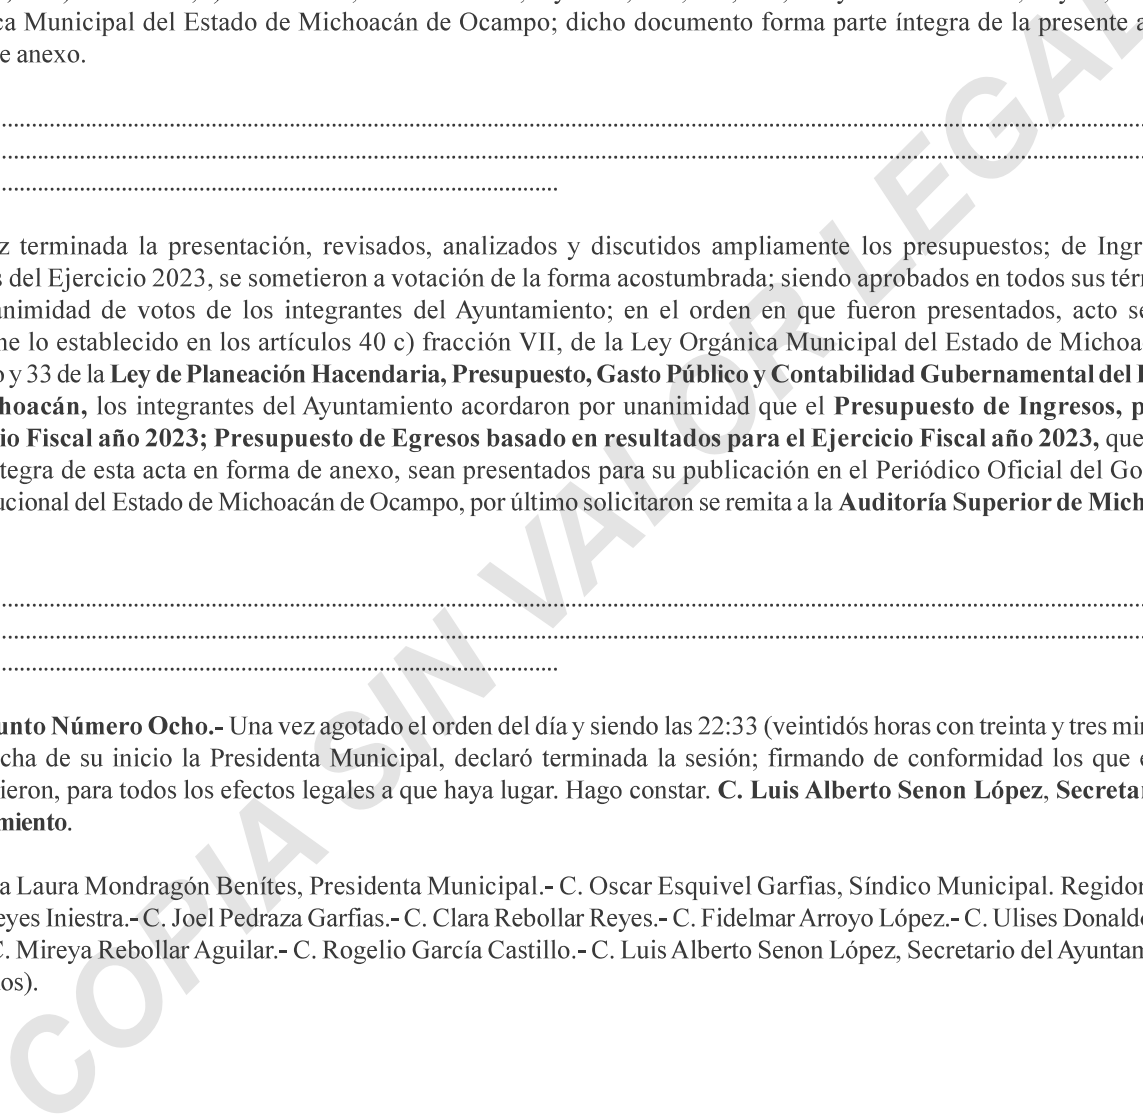 ca Municipal del Estado de Michoacán de Ocampo; dicho documento forma parte íntegra de la presente a
e anexo.
z terminada la presentación, revisados, analizados y discutidos ampliamente los presupuestos; de Ingr
s del Ejercicio 2023, se sometieron a votación de la forma acostumbrada; siendo aprobados en todos sus tér
animidad de votos de los integrantes del Ayuntamiento; en el orden en que fueron presentados, acto se
ne lo establecido en los artículos 40 c) fracción VII, de la Ley Orgánica Municipal del Estado de Michoa
o y 33 de la Ley de Planeación Hacendaria, Presupuesto, Gasto Público y Contabilidad Gubernamental del
hoacán, los integrantes del Ayuntamiento acordaron por unanimidad que el Presupuesto de Ingresos, p
io Fiscal año 2023; Presupuesto de Egresos basado en resultados para el Ejercicio Fiscal año 2023, que
tegra de esta acta en forma de anexo, sean presentados para su publicación en el Periódico Oficial del Go
ucional del Estado de Michoacán de Ocampo, por último solicitaron se remita a la Auditoría Superior de Mich
unto Número Ocho.- Una vez agotado el orden del día y siendo las 22:33 (veintidós horas con treinta y tres min
cha de su inicio la Presidenta Municipal, declaró terminada la sesión; firmando de conformidad los que e
ieron, para todos los efectos legales a que haya lugar. Hago constar. C. Luis Alberto Senon López, Secretar
miento.
a Laura Mondragón Benítes, Presidenta Municipal.- C. Oscar Esquivel Garfias, Síndico Municipal. Regidor
eyes Iniestra.- C. Joel Pedraza Garfias.- C. Clara Rebollar Reyes.- C. Fidelmar Arroyo López.- C. Ulises Donald
C. Mireya Rebollar Aguilar.- C. Rogelio García Castillo.- C. Luis Alberto Senon López, Secretario del Ayuntam
os).
COPIA SIN VALOR LEGAL